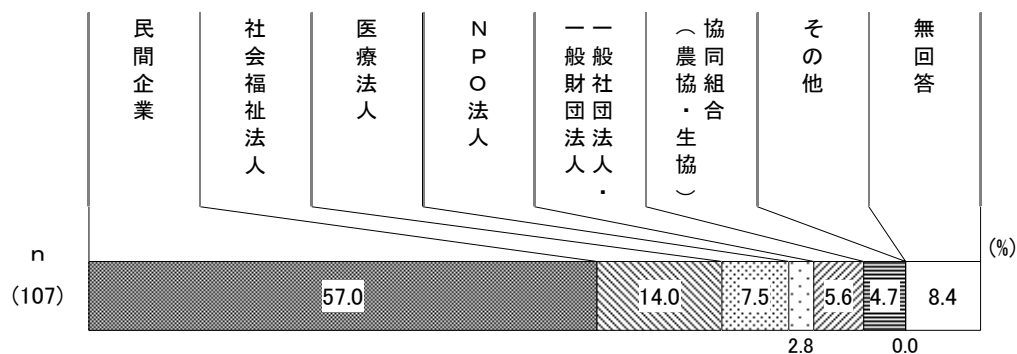 民間企業
社会福祉法人
医療法人
NPO法人
一般社団法人・
一般財団法人
協同組合
（農協・生協）
その他
無回答
n
(%)
(107)
57.0
14.0
7.5
5.6
4.7
8.4
2.8
0.0